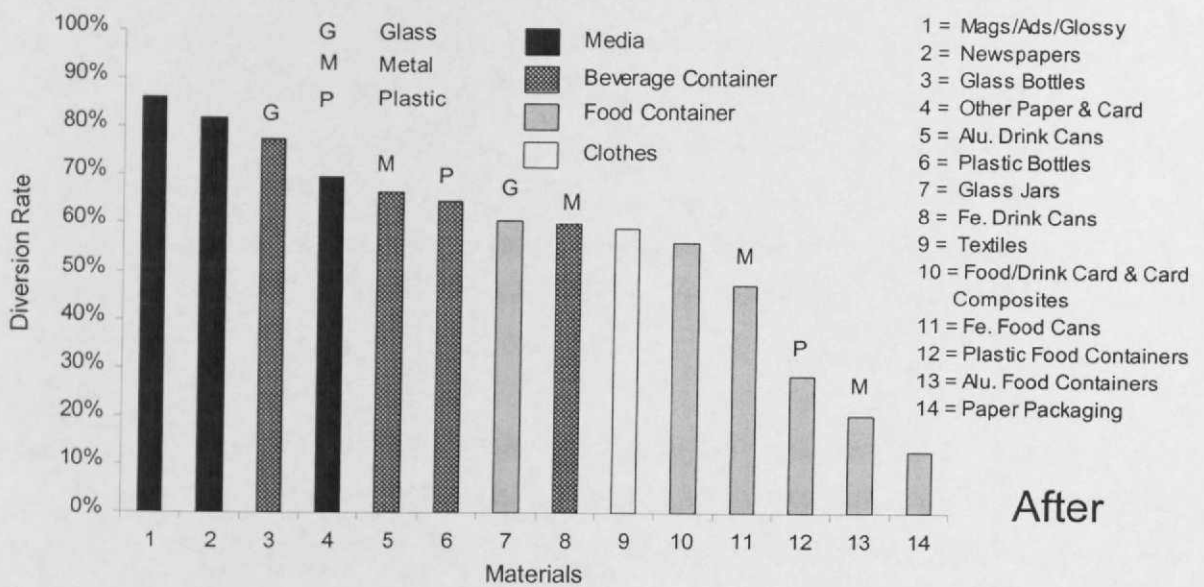 100%
90%
80%
70%
60%
50%
40%
30%
20%
10%
0%
Diversion Rate
G Glass
M Metal
P Plastic
Media
Beverage Container
Food Container
Clothes
G
M
P
G
M
M
P
M
1 2 3 4 5 6 7 8 9 10 11 12 13 14
Materials
1 = Mags/Ads/Glossy
2 = Newspapers
3 = Glass Bottles
4 = Other Paper & Card
5 = Alu. Drink Cans
6 = Plastic Bottles
7 = Glass Jars
8 = Fe. Drink Cans
9 = Textiles
10 = Food/Drink Card & Card
Composites
11 = Fe. Food Cans
12 = Plastic Food Containers
13 = Alu. Food Containers
14 = Paper Packaging
After